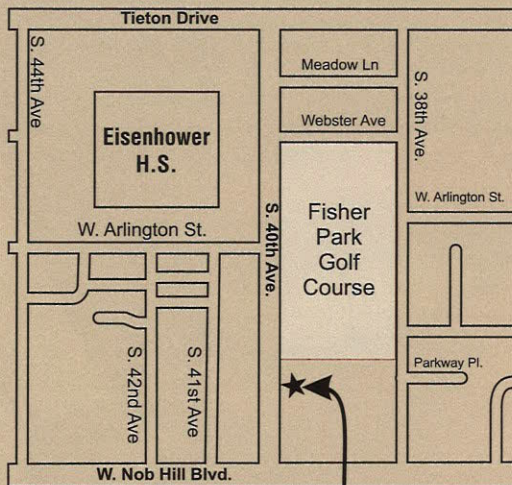 Tieton Drive
S. 44th Ave
Meadow Ln
S. 38th Ave.
Eisenhower
H.S.
Webster Ave
W. Arlington St.
S. 40th Ave.
Fisher
Park
Golf
Course
W. Arlington St.
S. 42nd Ave
S. 41st Ave
Parkway Pl.
W. Nob Hill Blvd.